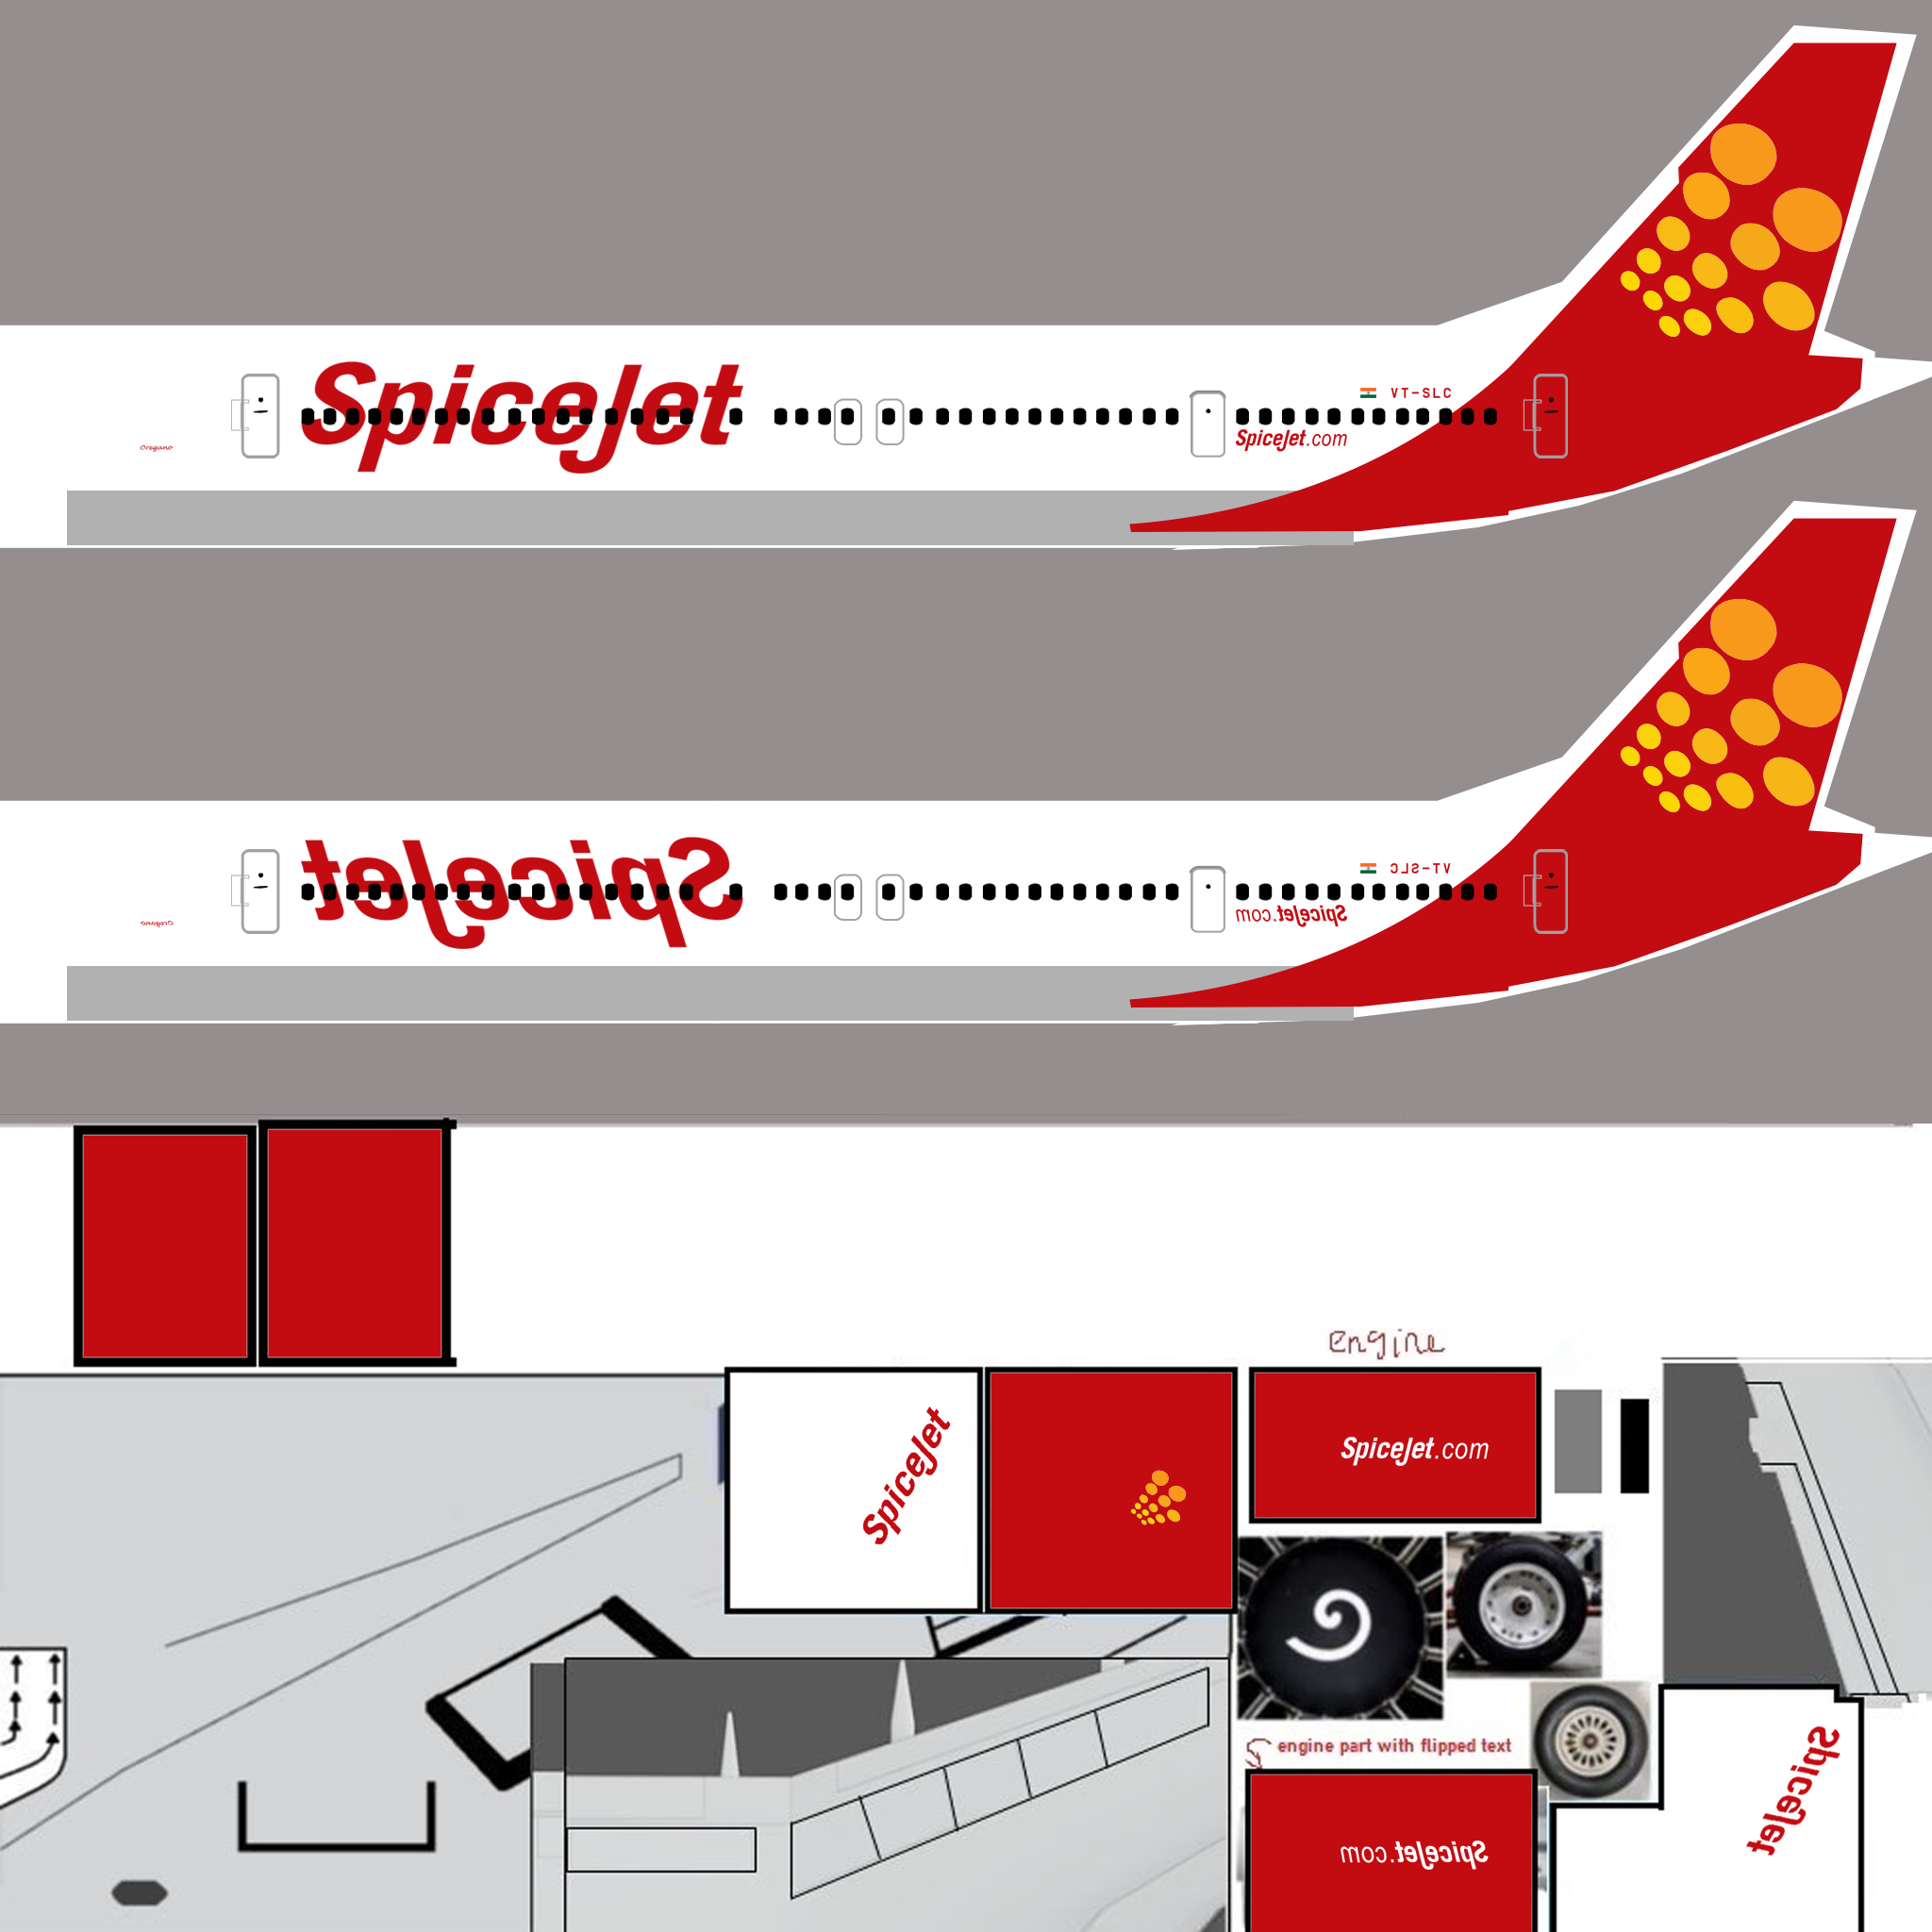 SpiceJet
VT-SLC
Oregano
SpiceJet.com
SpiceJet
VT-SLC
Oregano
SpiceJet.com
engine
SpiceJet
SpiceJet.com
engine part with flipped text
SpiceJet
SpiceJet.com